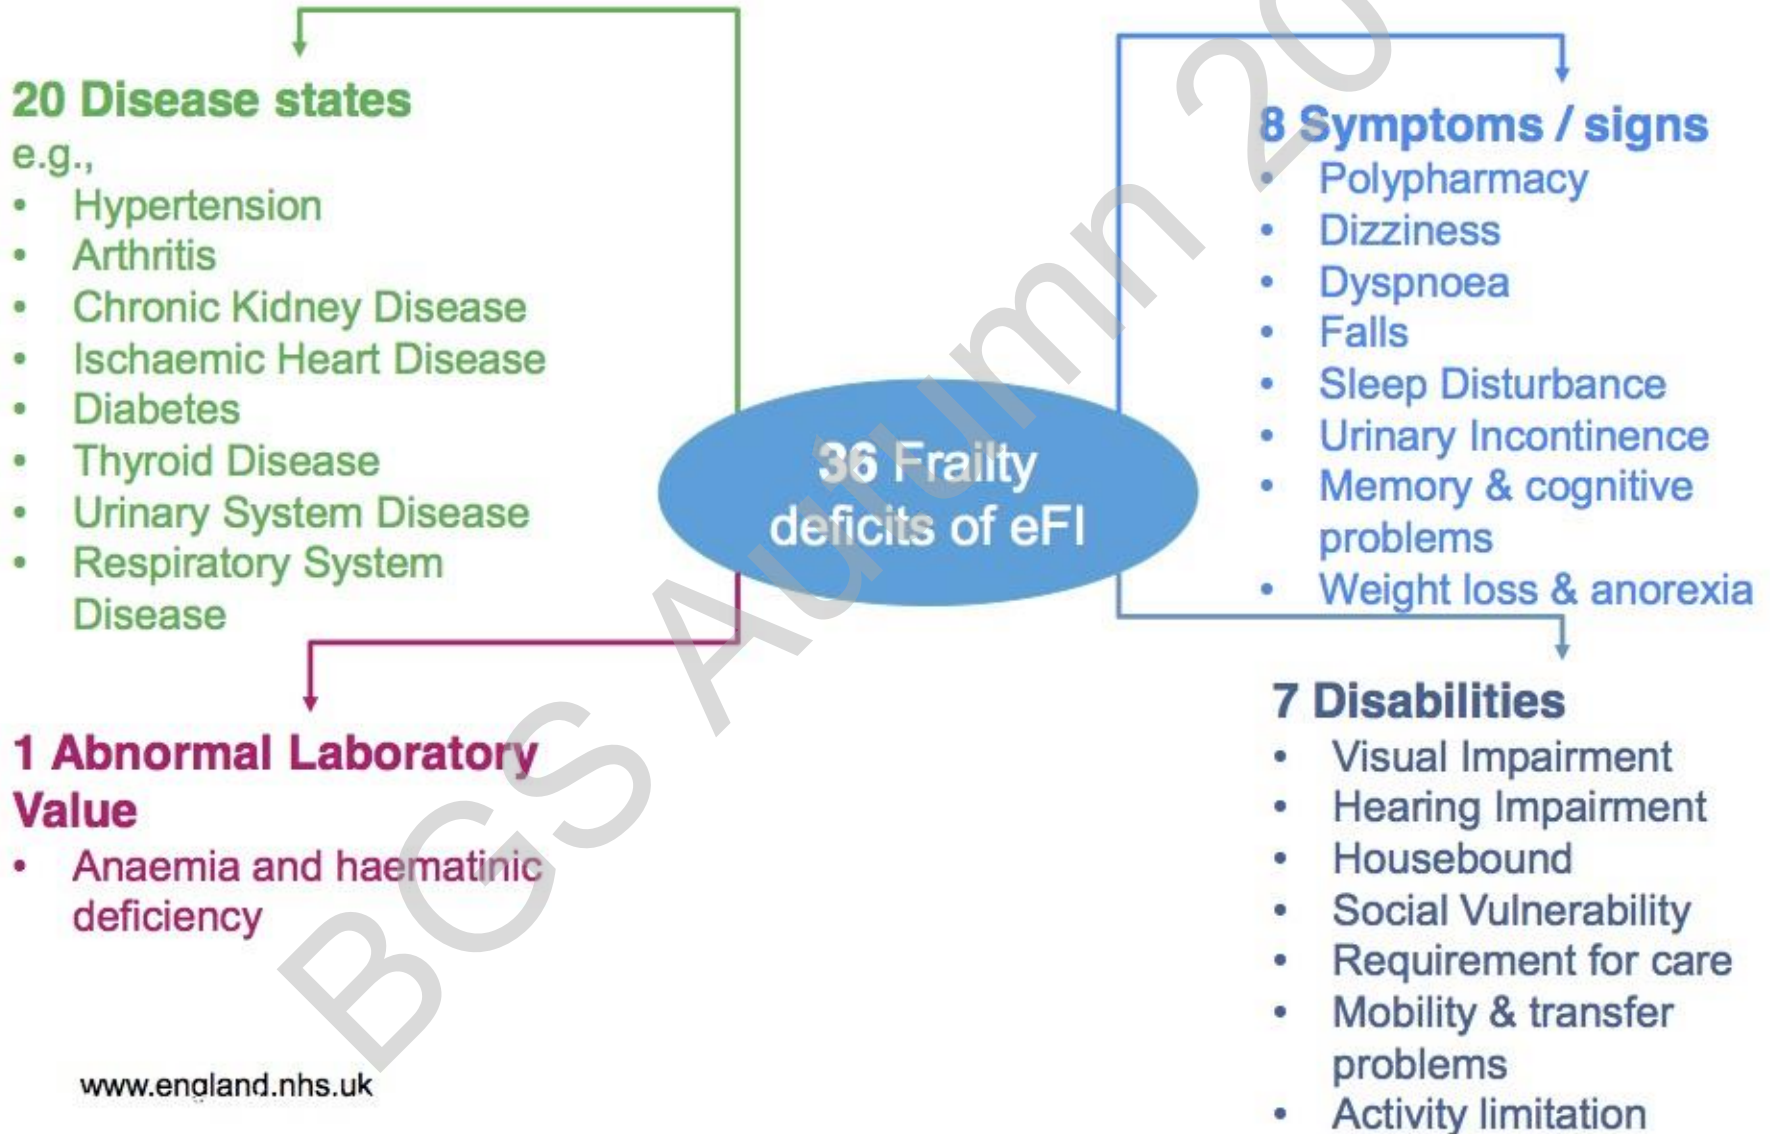 20 Disease states
e.g.,
• Hypertension
• Arthritis
• Chronic Kidney Disease
• Ischaemic Heart Disease
• Diabetes
• Thyroid Disease
• Urinary System Disease
• Respiratory System
Disease
1 Abnormal Laboratory
Value
• Anaemia and haematinic
deficiency
www.england.nhs.uk
36 Frailty
deficits of eFI
8 Symptoms / signs
• Polypharmacy
• Dizziness
• Dyspnoea
• Falls
• Sleep Disturbance
• Urinary Incontinence
• Memory & cognitive
problems
• Weight loss & anorexia
7 Disabilities
• Visual Impairment
• Hearing Impairment
• Housebound
• Social Vulnerability
• Requirement for care
• Mobility & transfer
problems
• Activity limitation
BGS Autumn 20